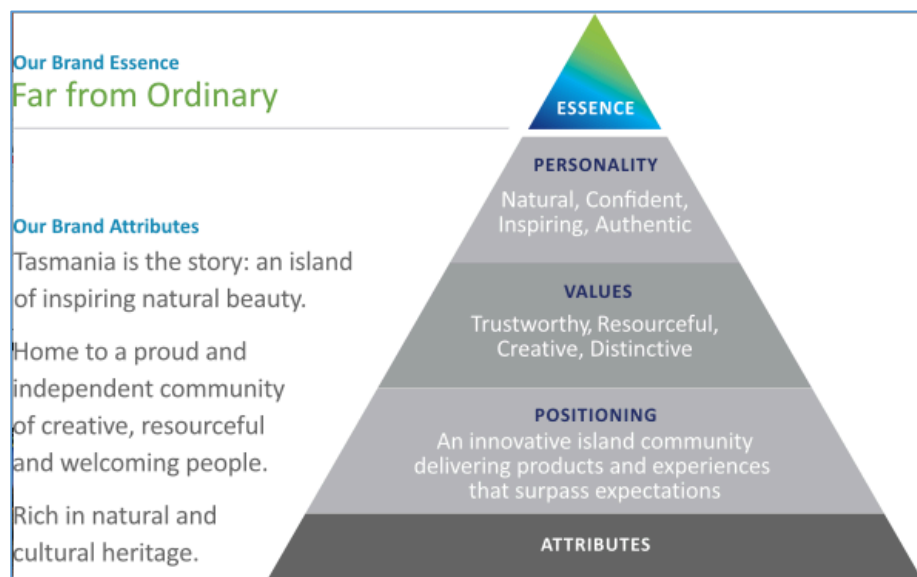 Our Brand Essence
Far from Ordinary
Our Brand Attributes
Tasmania is the story: an island
of inspiring natural beauty.
Home to a proud and
independent community
of creative, resourceful
and welcoming people.
Rich in natural and
cultural heritage.
ESSENCE
PERSONALITY
Natural, Confident,
Inspiring, Authentic
VALUES
Trustworthy, Resourceful,
Creative, Distinctive
POSITIONING
An innovative island community
delivering products and experiences
that surpass expectations
ATTRIBUTES